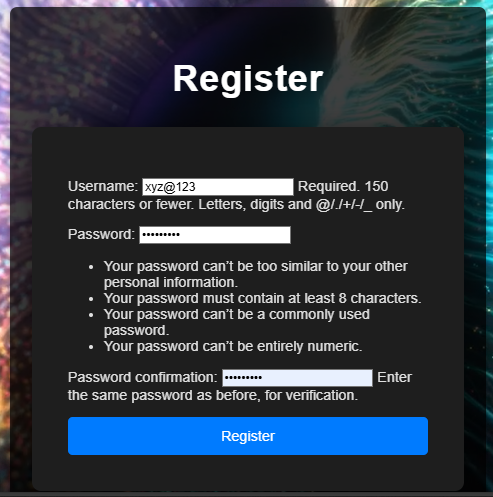 Register
Username: xyz@123 Required. 150
characters or fewer. Letters, digits and @/./+/-/_ only.
Password: •••••••••
• Your password can’t be too similar to your other
personal information.
• Your password must contain at least 8 characters.
• Your password can’t be a commonly used
password.
• Your password can’t be entirely numeric.
Password confirmation: ••••••••• Enter
the same password as before, for verification.
Register